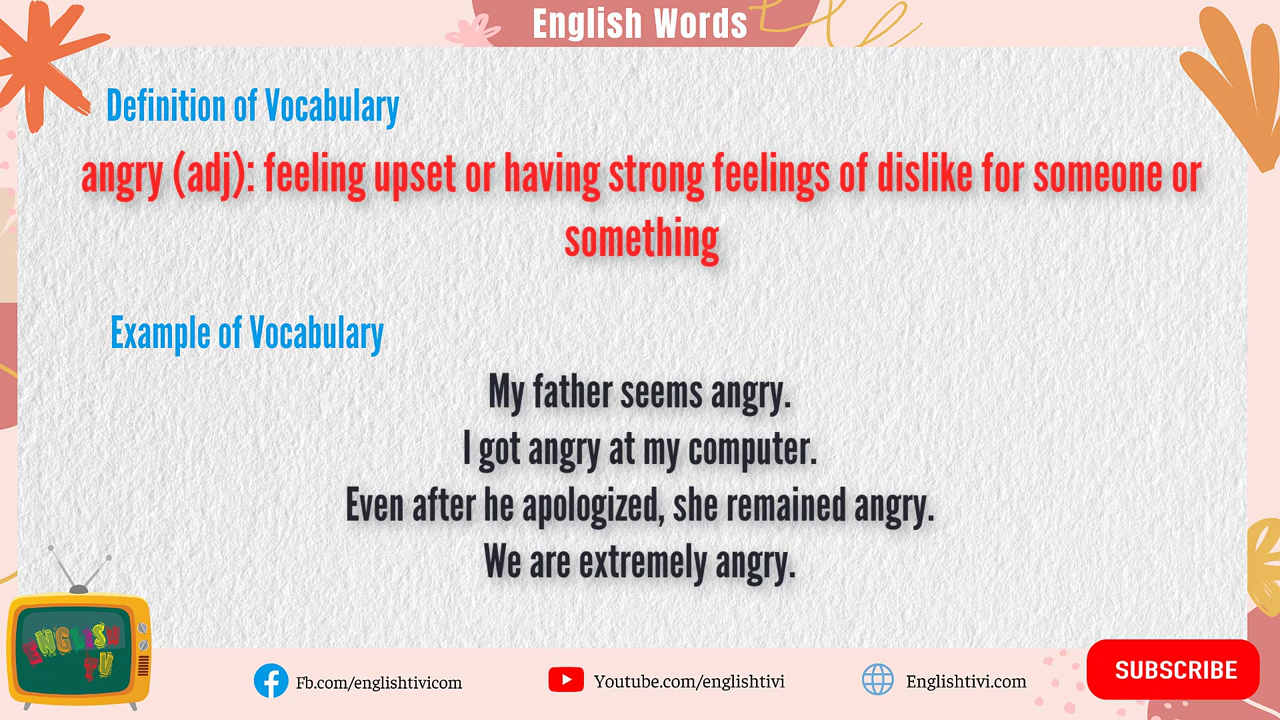 English Words
Definition of Vocabulary
angry (adj): feeling upset or having strong feelings of dislike for someone or
something
Example of Vocabulary
My father seems angry.
I got angry at my computer.
Even after he apologized, she remained angry.
We are extremely angry.
ENGLISH
TV
Fb.com/englishtivicom
Youtube.com/englishtivi
Englishtivi.com
SUBSCRIBE